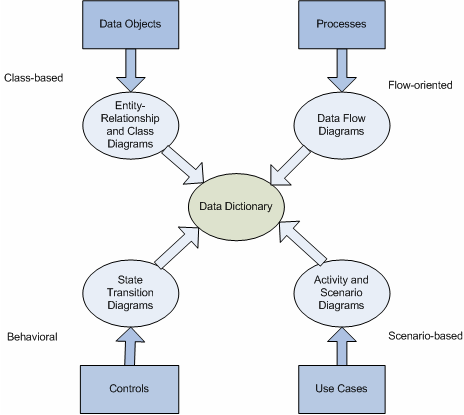 Data Objects
Processes
Class-based
Flow-oriented
Entity-
Relationship
and Class
Diagrams
Data Flow
Diagrams
Data Dictionary
State
Transition
Diagrams
Activity and
Scenario
Diagrams
Behavioral
Scenario-based
Controls
Use Cases